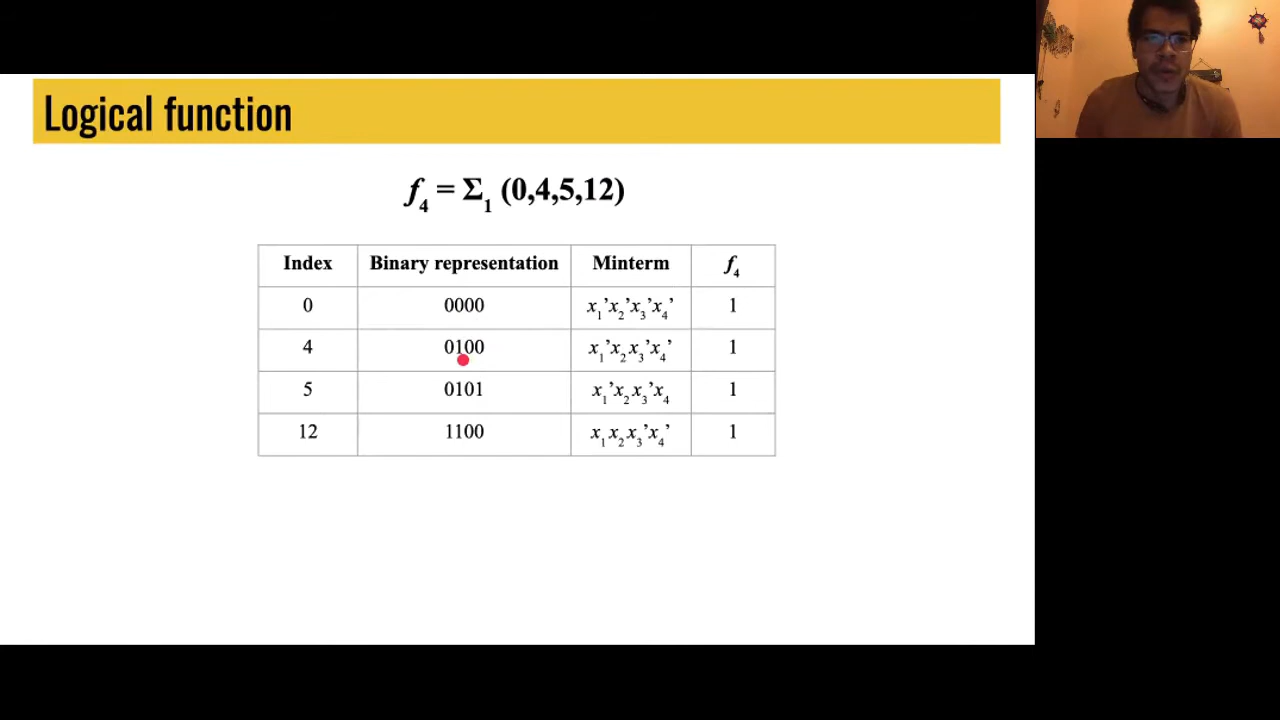 Logical function
f₄ = Σ₁ (0,4,5,12)
Index Binary representation Minterm f₄
0 0000 x₁’x₂’x₃’x₄’ 1
4 0100 x₁’x₂x₃’x₄’ 1
5 0101 x₁’x₂x₃’x₄ 1
12 1100 x₁x₂x₃’x₄’ 1